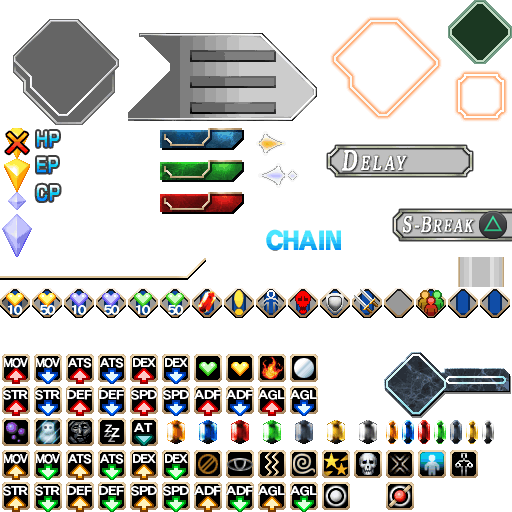 HP
EP
CP
DELAY
S-BREAK
CHAIN
10 50 10 50 10 50
MOV MOV ATS ATS DEX DEX
STR STR DEF DEF SPD SPD ADF ADF AGL AGL
ZZ AT
MOV MOV ATS ATS DEX DEX
STR STR DEF DEF SPD SPD ADF ADF AGL AGL